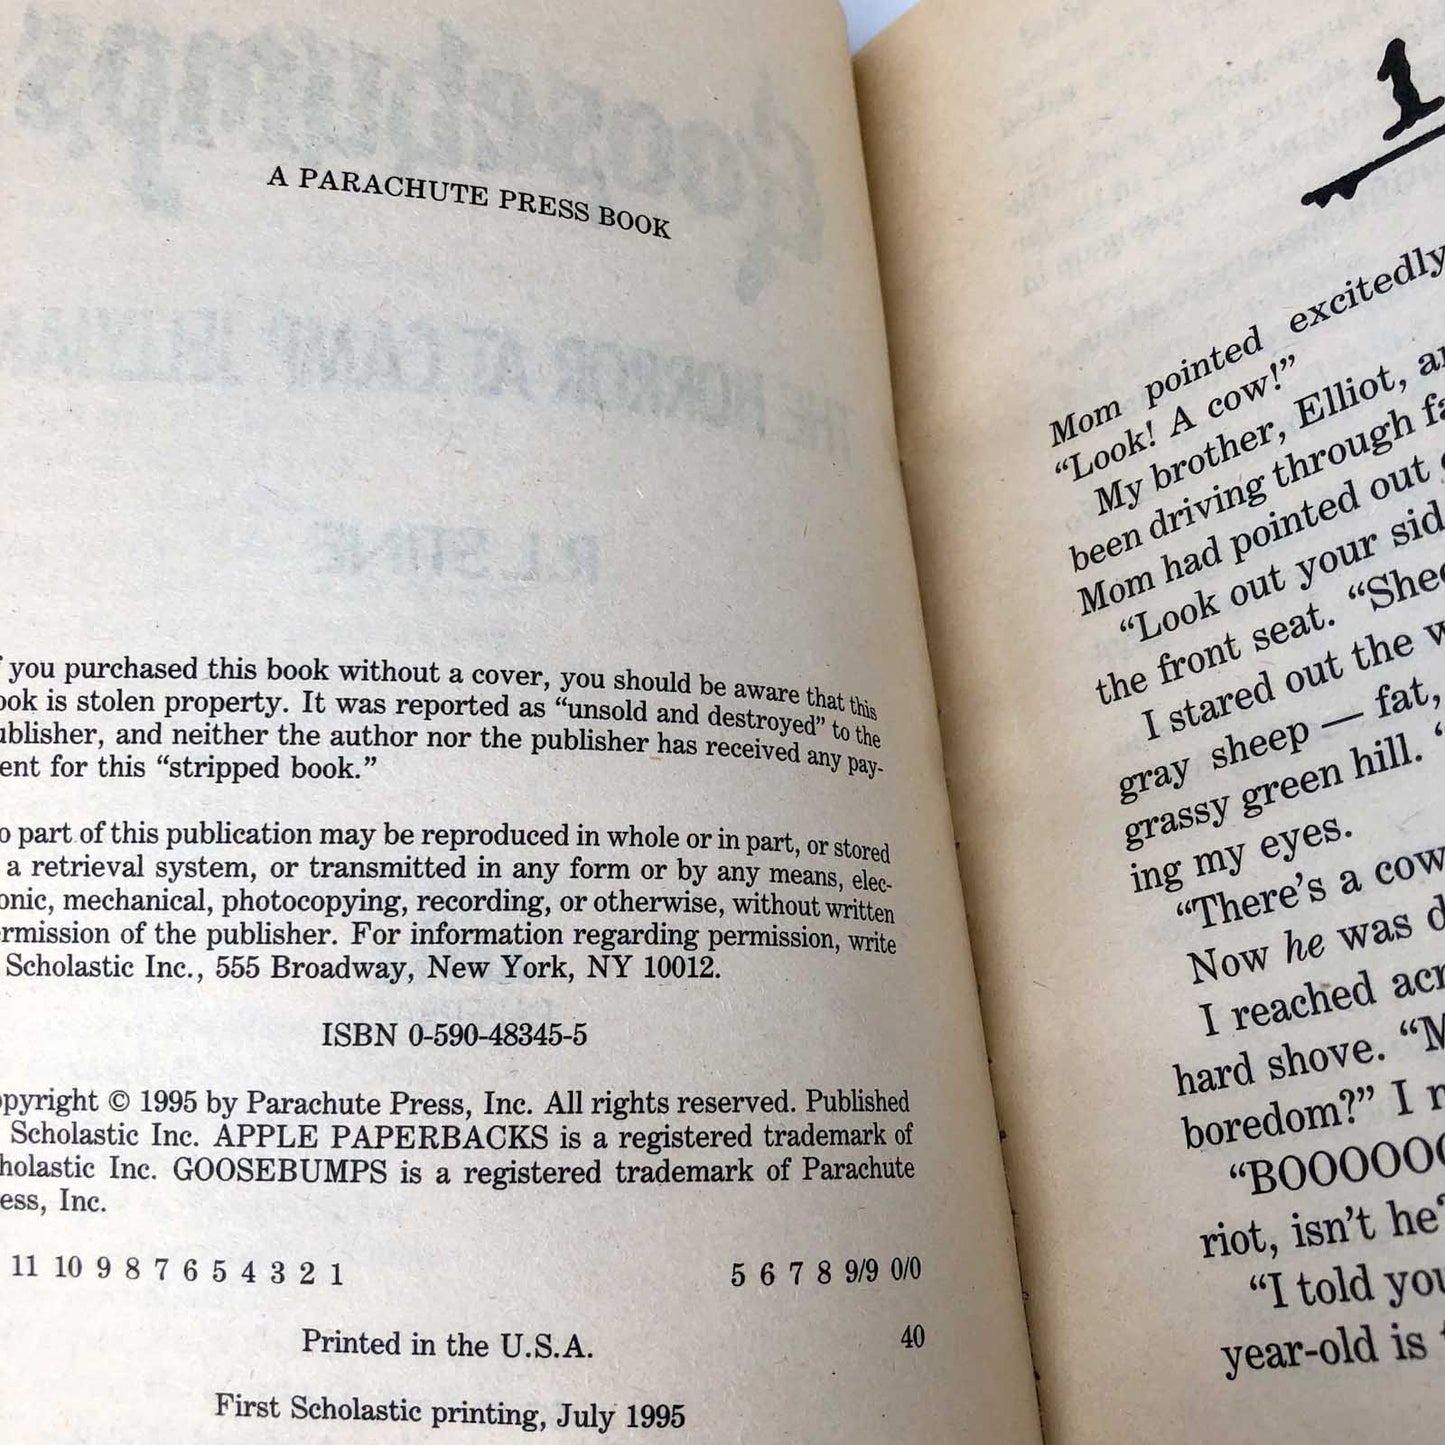 A PARACHUTE PRESS BOOK
you purchased this book without a cover, you should be aware that this
ook is stolen property. It was reported as “unsold and destroyed” to the
ublisher, and neither the author nor the publisher has received any pay-
ent for this “stripped book.”
o part of this publication may be reproduced in whole or in part, or stored
a retrieval system, or transmitted in any form or by any means, elec-
onic, mechanical, photocopying, recording, or otherwise, without written
ermission of the publisher. For information regarding permission, write
Scholastic Inc., 555 Broadway, New York, NY 10012.
ISBN 0-590-48345-5
opyright © 1995 by Parachute Press, Inc. All rights reserved. Published
Scholastic Inc. APPLE PAPERBACKS is a registered trademark of
cholastic Inc. GOOSEBUMPS is a registered trademark of Parachute
ess, Inc.
11 10 9 8 7 6 5 4 3 2 1 5 6 7 8 9/9 0/0
Printed in the U.S.A. 40
First Scholastic printing, July 1995
1
Mom pointed excitedly
“Look! A cow!”
My brother, Elliot, a
been driving through fa
Mom had pointed out
“Look out your sid
the front seat. “Shee
I stared out the w
gray sheep — fat,
grassy green hill. “
ing my eyes.
“There’s a cow
Now he was d
I reached acr
hard shove. “M
boredom?” I
“BOOOOOO
riot, isn’t he?
“I told you
year-old is